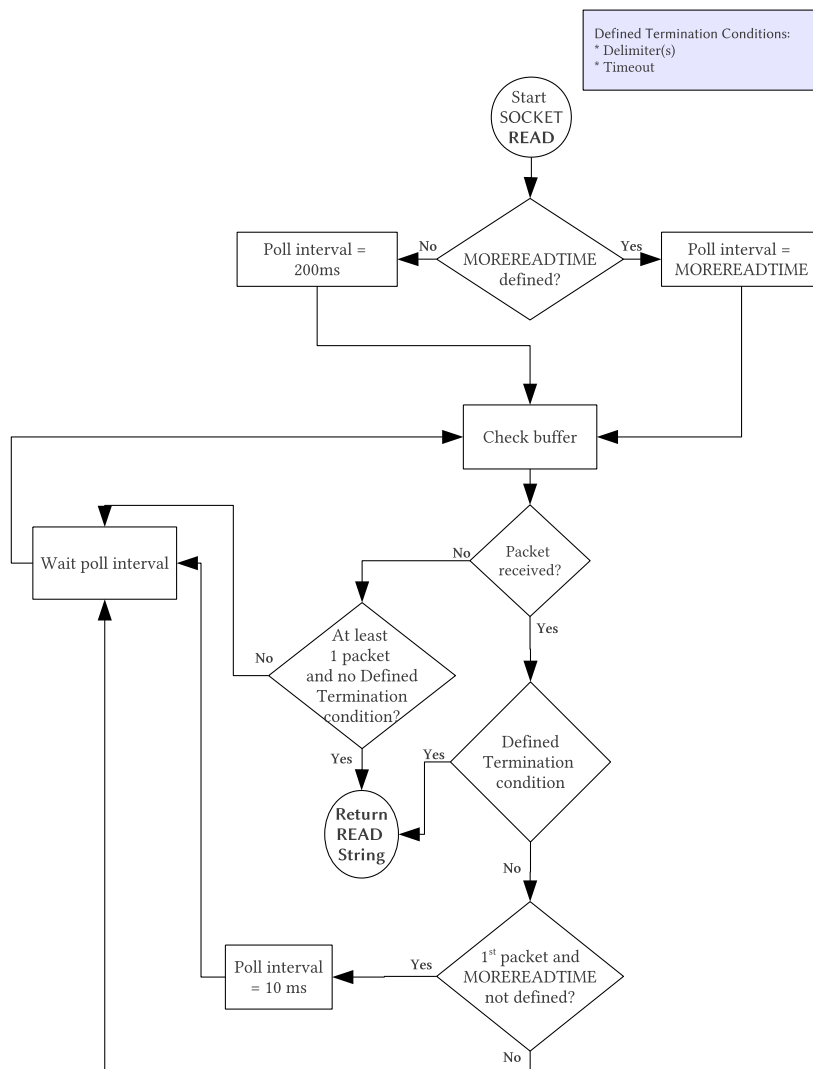 Defined Termination Conditions:
* Delimiter(s)
* Timeout
Start
SOCKET
READ
No
Yes
Poll interval =
200ms
MOREREADTIME
defined?
Poll interval =
MOREREADTIME
Check buffer
Wait poll interval
No
Packet
received?
Yes
No
At least
1 packet
and no Defined
Termination
condition?
Yes
Yes
Defined
Termination
condition
Return
READ
String
No
Poll interval
= 10 ms
Yes
1st packet and
MOREREADTIME
not defined?
No